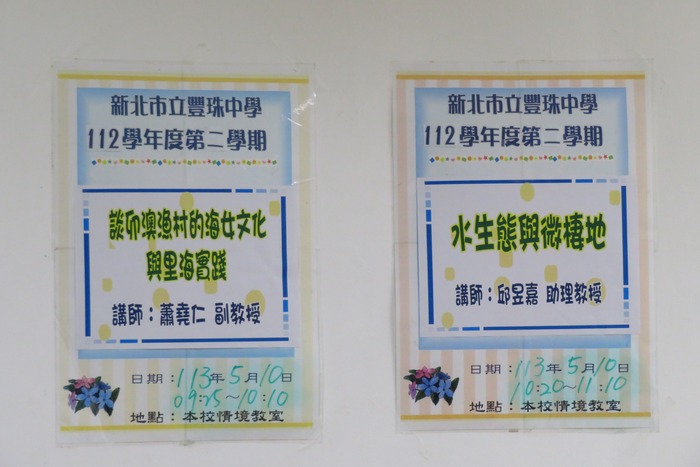 新北市立豐珠中學
112學年度第二學期
談卯澳漁村的海女文化
與里海實踐
講師：蕭堯仁 副教授
日期：113年5月10日
09:25~10:10
地點：本校情境教室
新北市立豐珠中學
112學年度第二學期
水生態與微棲地
講師：邱昱嘉 助理教授
日期：113年5月10日
10:20~11:10
地點：本校情境教室